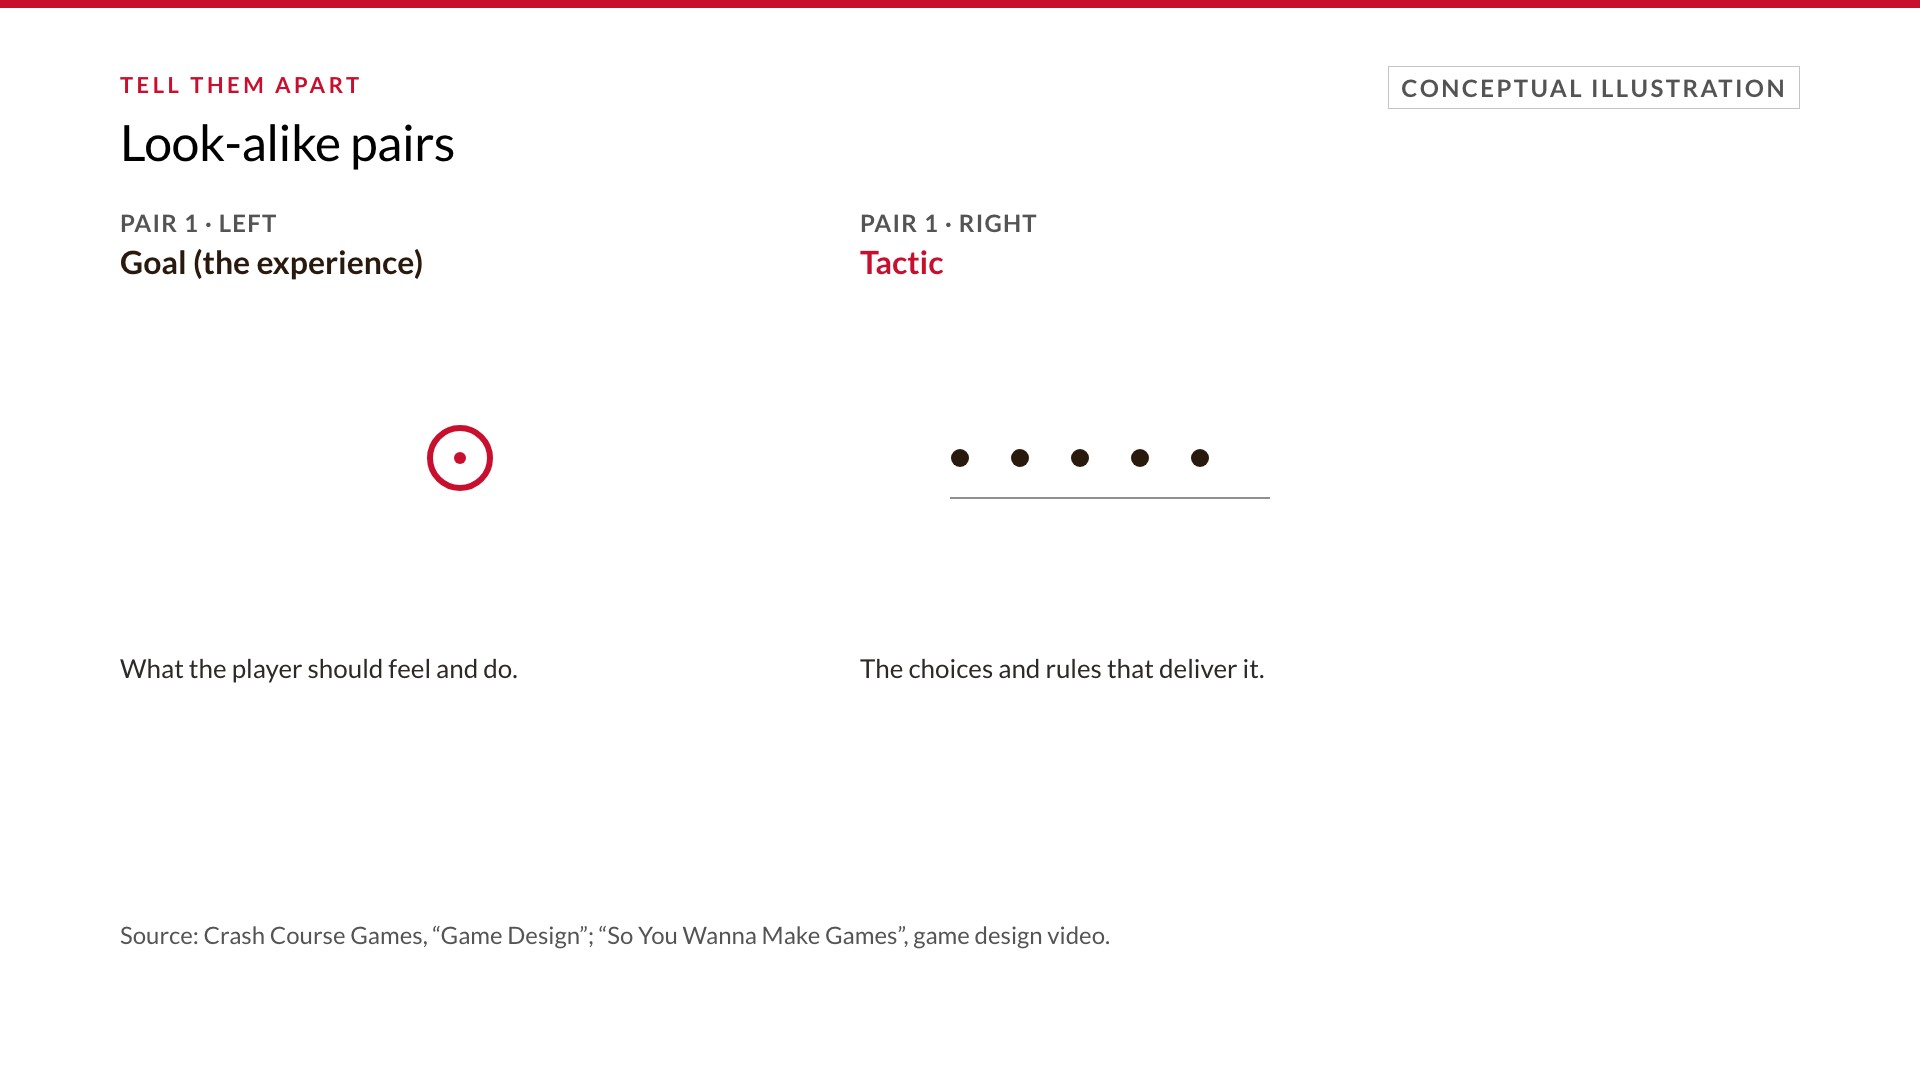 TELL THEM APART
CONCEPTUAL ILLUSTRATION
Look-alike pairs
PAIR 1 · LEFT
Goal (the experience)
PAIR 1 · RIGHT
Tactic
What the player should feel and do.
The choices and rules that deliver it.
Source: Crash Course Games, “Game Design”; “So You Wanna Make Games”, game design video.